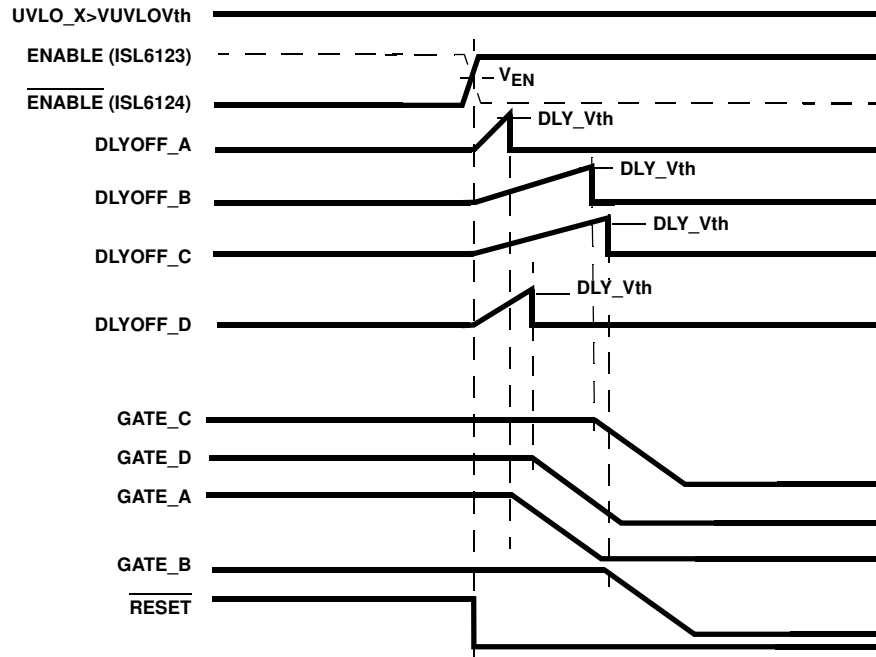 UVLO_X>VUVLOVth
ENABLE (ISL6123)
VEN
ENABLE (ISL6124)
DLY_Vth
DLYOFF_A
DLY_Vth
DLYOFF_B
DLY_Vth
DLYOFF_C
DLY_Vth
DLYOFF_D
GATE_C
GATE_D
GATE_A
GATE_B
RESET